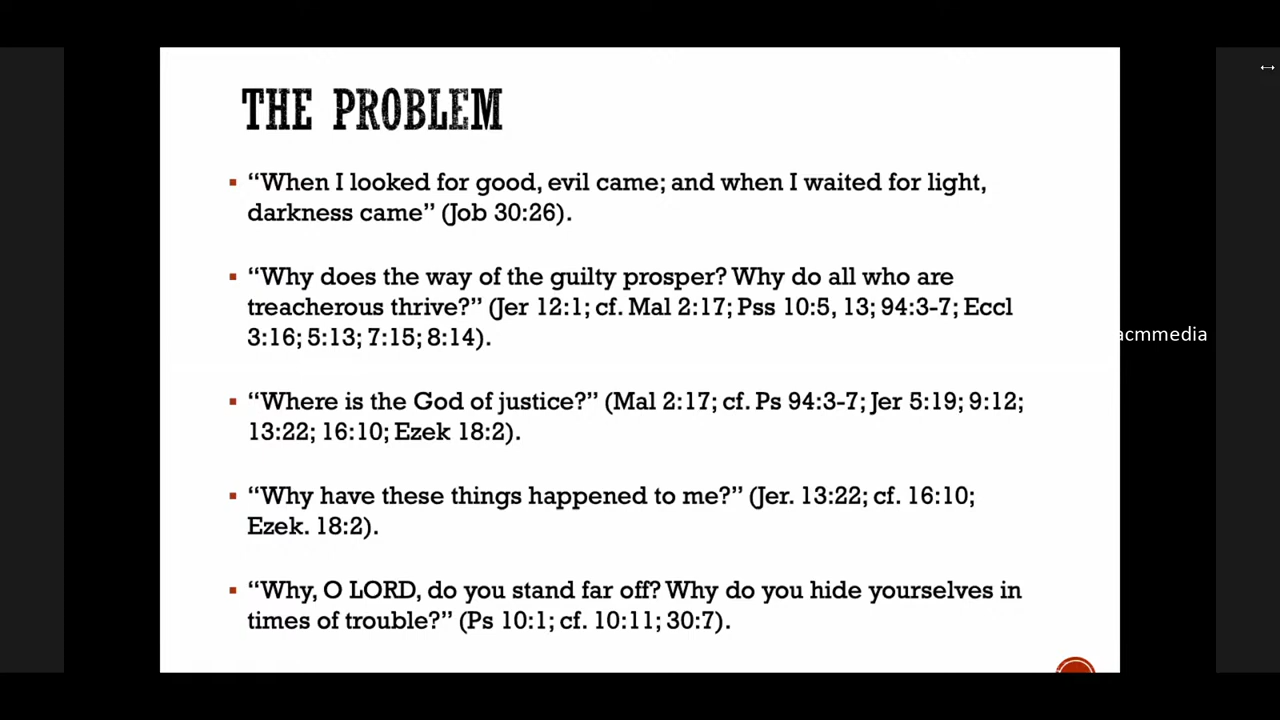 THE PROBLEM
▪ “When I looked for good, evil came; and when I waited for light,
darkness came” (Job 30:26).
▪ “Why does the way of the guilty prosper? Why do all who are
treacherous thrive?” (Jer 12:1; cf. Mal 2:17; Pss 10:5, 13; 94:3-7; Eccl
3:16; 5:13; 7:15; 8:14).
acmmedia
▪ “Where is the God of justice?” (Mal 2:17; cf. Ps 94:3-7; Jer 5:19; 9:12;
13:22; 16:10; Ezek 18:2).
▪ “Why have these things happened to me?” (Jer. 13:22; cf. 16:10;
Ezek. 18:2).
▪ “Why, O LORD, do you stand far off? Why do you hide yourselves in
times of trouble?” (Ps 10:1; cf. 10:11; 30:7).